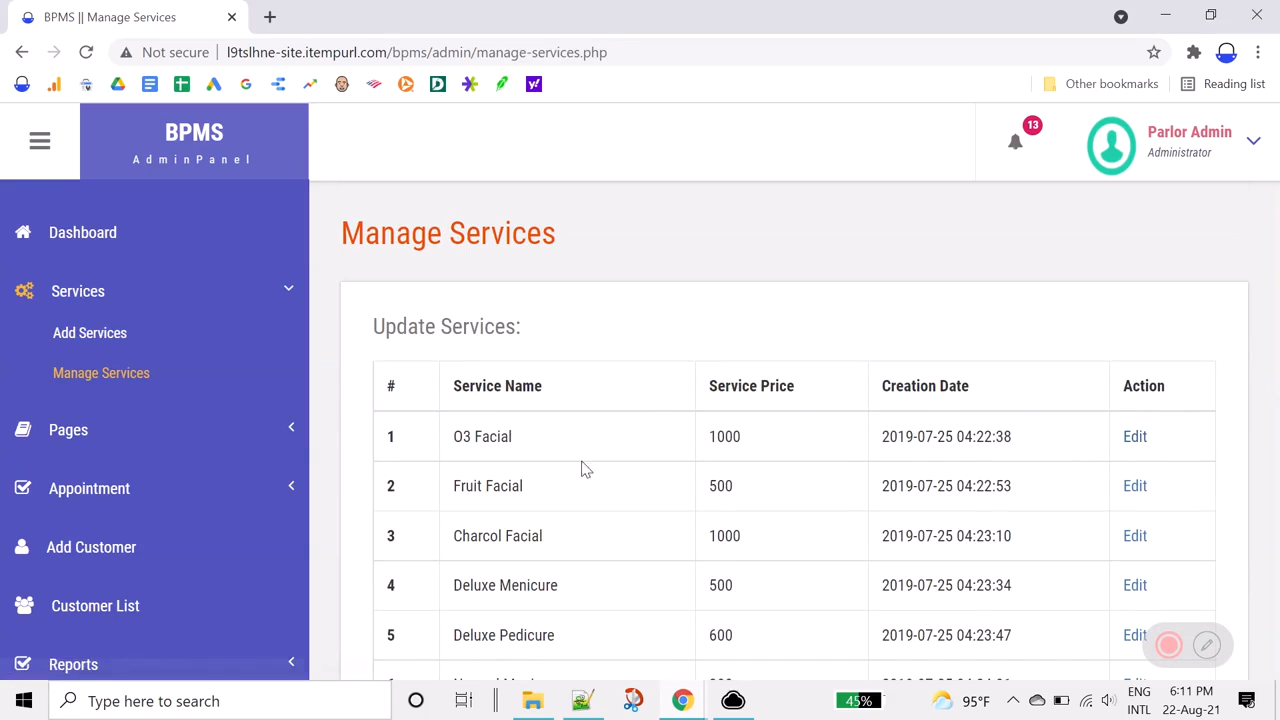 BPMS || Manage Services
Not secure
l9tslhne-site.itempurl.com/bpms/admin/manage-services.php
Other bookmarks
Reading list
BPMS
AdminPanel
13
Parlor Admin
Administrator
Dashboard
Services
Add Services
Manage Services
Pages
Appointment
Add Customer
Customer List
Reports
Manage Services
Update Services:
# Service Name Service Price Creation Date Action
1 O3 Facial 1000 2019-07-25 04:22:38 Edit
2 Fruit Facial 500 2019-07-25 04:22:53 Edit
3 Charcol Facial 1000 2019-07-25 04:23:10 Edit
4 Deluxe Menicure 500 2019-07-25 04:23:34 Edit
5 Deluxe Pedicure 600 2019-07-25 04:23:47 Edit
Type here to search
45%
95°F
ENG
INTL
6:11 PM
22-Aug-21